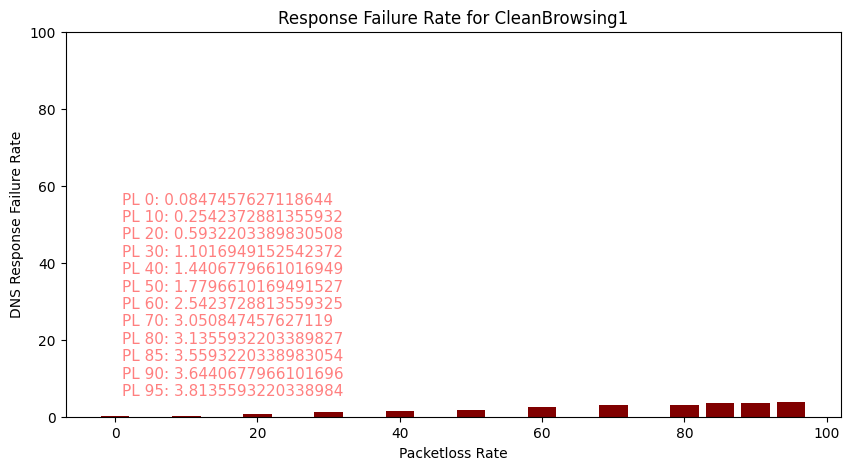 Response Failure Rate for CleanBrowsing1
100
80
60
40
20
0
DNS Response Failure Rate
PL 0: 0.0847457627118644
PL 10: 0.2542372881355932
PL 20: 0.5932203389830508
PL 30: 1.1016949152542372
PL 40: 1.4406779661016949
PL 50: 1.7796610169491527
PL 60: 2.5423728813559325
PL 70: 3.050847457627119
PL 80: 3.1355932203389827
PL 85: 3.5593220338983054
PL 90: 3.6440677966101696
PL 95: 3.8135593220338984
0 20 40 60 80 100
Packetloss Rate